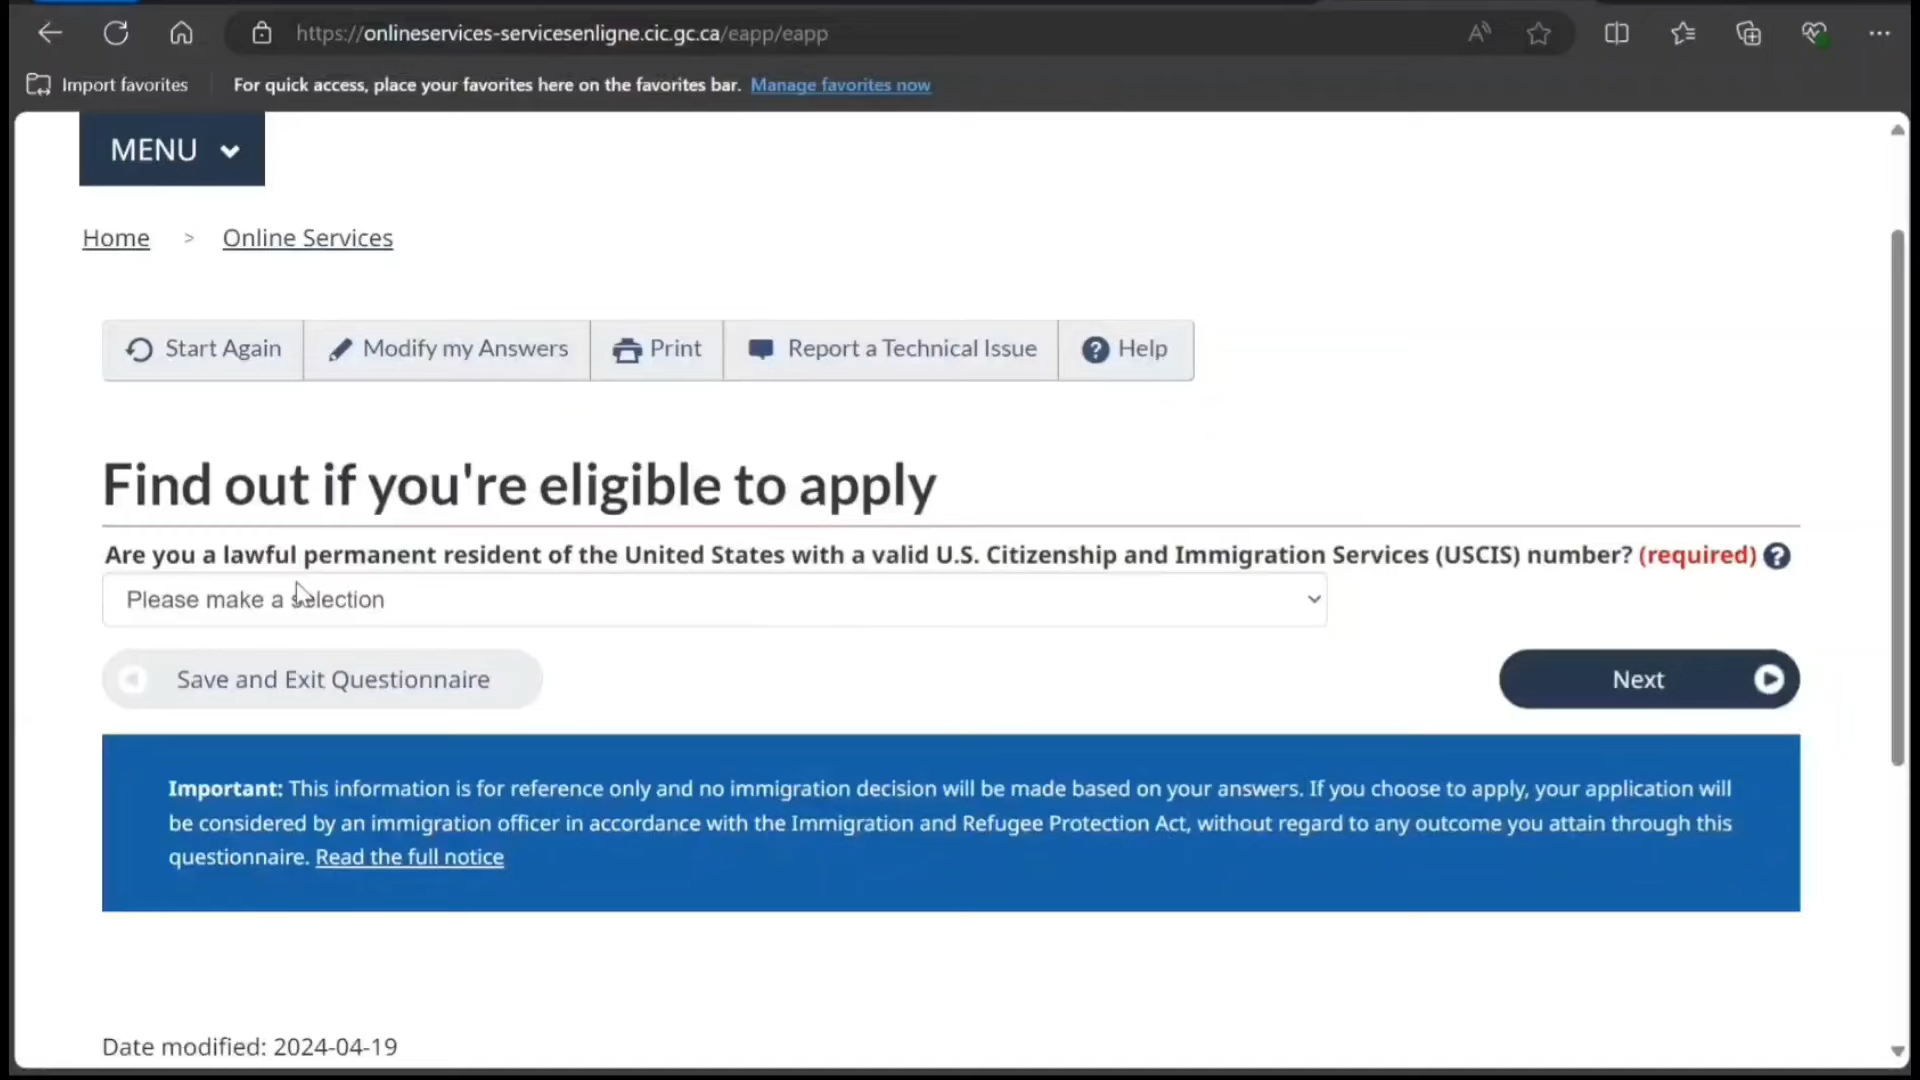 https://onlineservices-servicesenligne.cic.gc.ca/eapp/eapp
Import favorites
For quick access, place your favorites here on the favorites bar. Manage favorites now
MENU
Home > Online Services
Start Again
Modify my Answers
Print
Report a Technical Issue
Help
Find out if you're eligible to apply
Are you a lawful permanent resident of the United States with a valid U.S. Citizenship and Immigration Services (USCIS) number? (required)
Please make a selection
Save and Exit Questionnaire
Next
Important: This information is for reference only and no immigration decision will be made based on your answers. If you choose to apply, your application will
be considered by an immigration officer in accordance with the Immigration and Refugee Protection Act, without regard to any outcome you attain through this
questionnaire. Read the full notice
Date modified: 2024-04-19